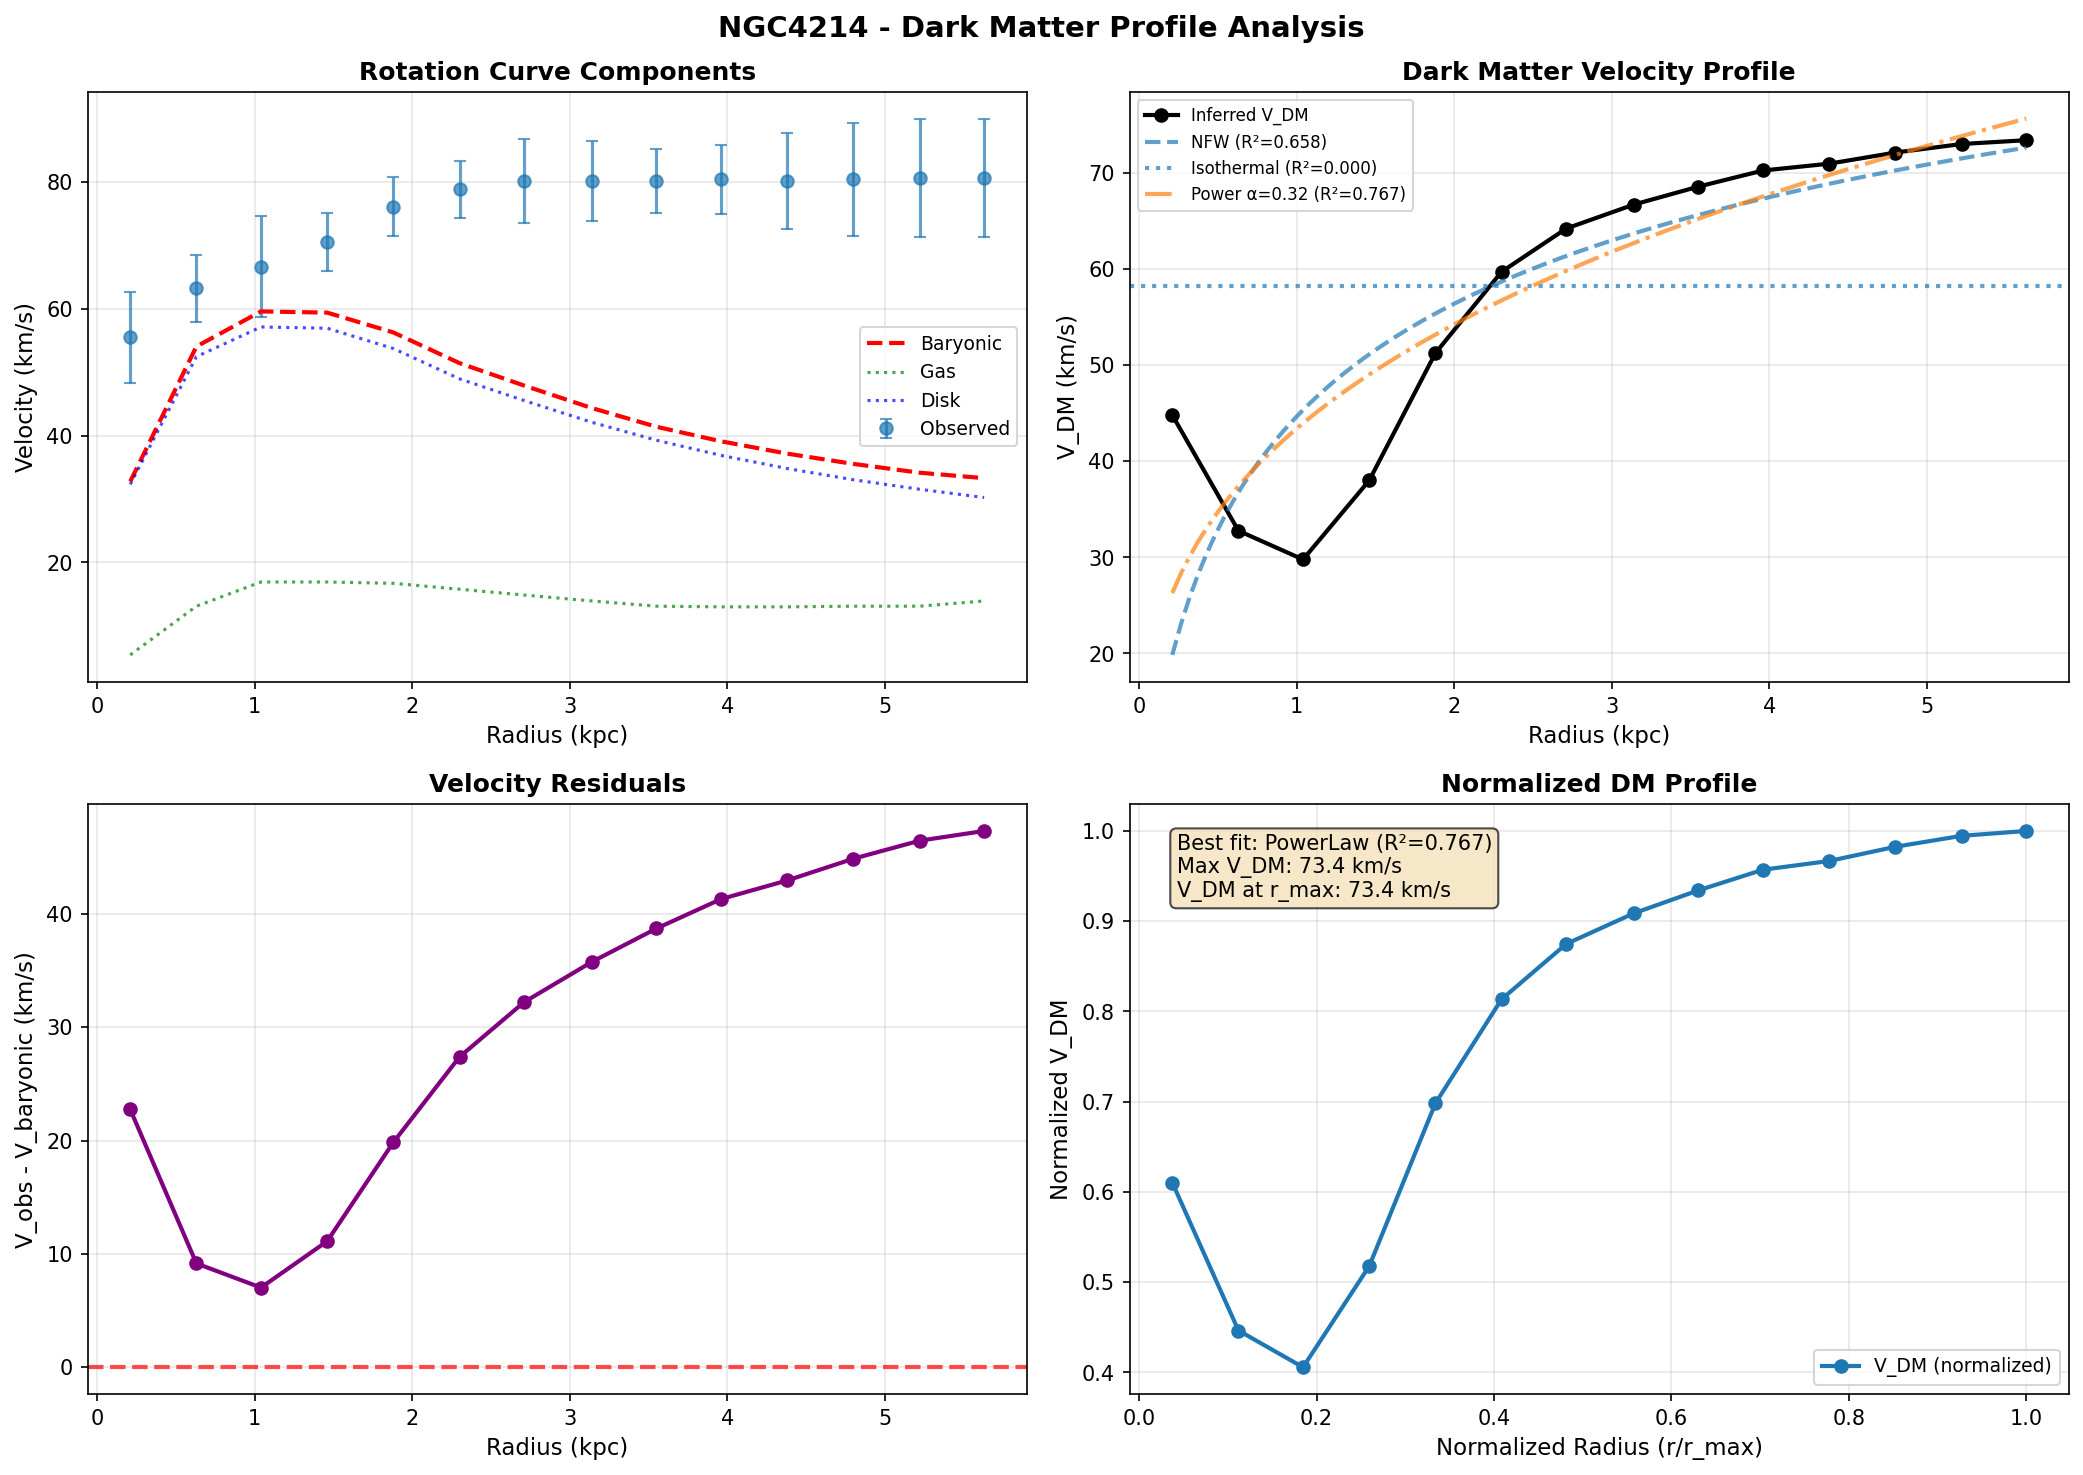 NGC4214 - Dark Matter Profile Analysis
Rotation Curve Components
Velocity (km/s)
80
60
40
20
Baryonic
Gas
Disk
Observed
0 1 2 3 4 5
Radius (kpc)
Dark Matter Velocity Profile
V_DM (km/s)
70
60
50
40
30
20
Inferred V_DM
NFW (R²=0.658)
Isothermal (R²=0.000)
Power α=0.32 (R²=0.767)
0 1 2 3 4 5
Radius (kpc)
Velocity Residuals
V_obs - V_baryonic (km/s)
40
30
20
10
0
0 1 2 3 4 5
Radius (kpc)
Normalized DM Profile
Normalized V_DM
1.0
0.9
0.8
0.7
0.6
0.5
0.4
Best fit: PowerLaw (R²=0.767)
Max V_DM: 73.4 km/s
V_DM at r_max: 73.4 km/s
V_DM (normalized)
0.0 0.2 0.4 0.6 0.8 1.0
Normalized Radius (r/r_max)